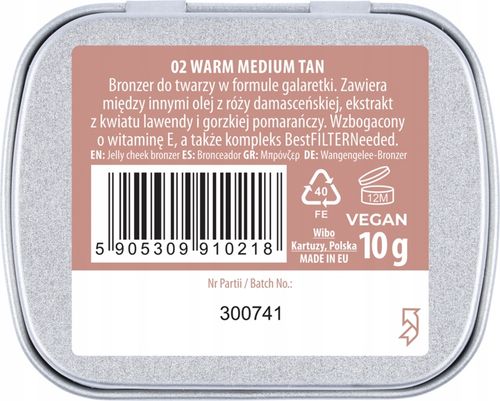 02 WARM MEDIUM TAN
Bronzer do twarzy w formule galaretki. Zawiera
między innymi olej z róży damasceńskiej, ekstrakt
z kwiatu lawendy i gorzkiej pomarańczy. Wzbogacony
o witaminę E, a także kompleks BestFILTERNeeded.
EN: Jelly cheek bronzer ES: Bronceador GR: Μπρόνζερ DE: Wangengelee-Bronzer
40
FE
12M
VEGAN
Wibo
Kartuzy, Polska
MADE IN EU
10 g
5 905309 910218
Nr Partii / Batch No.:
300741